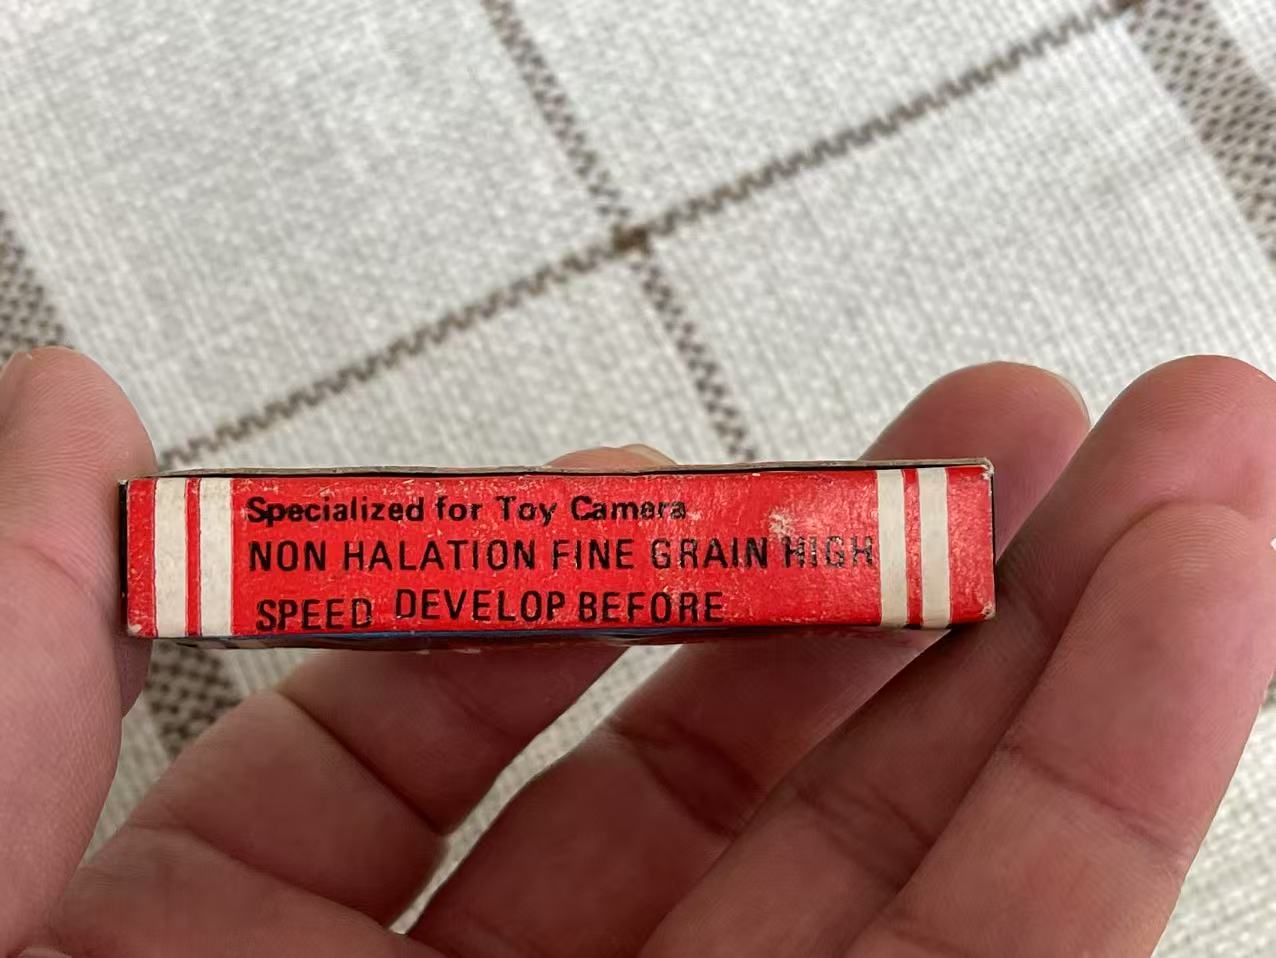 Specialized for Toy Camera
NON HALATION FINE GRAIN HIGH
SPEED DEVELOP BEFORE